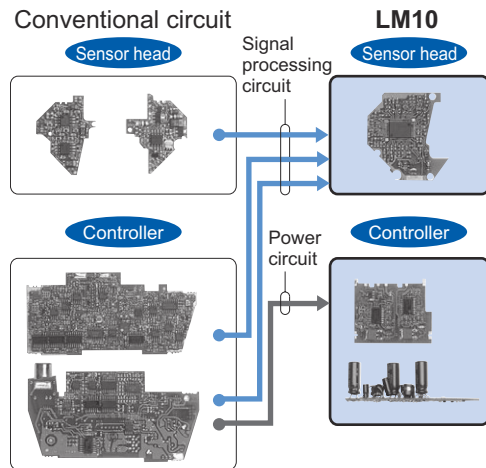 Conventional circuit
LM10
Sensor head
Signal
processing
circuit
Sensor head
Controller
Power
circuit
Controller